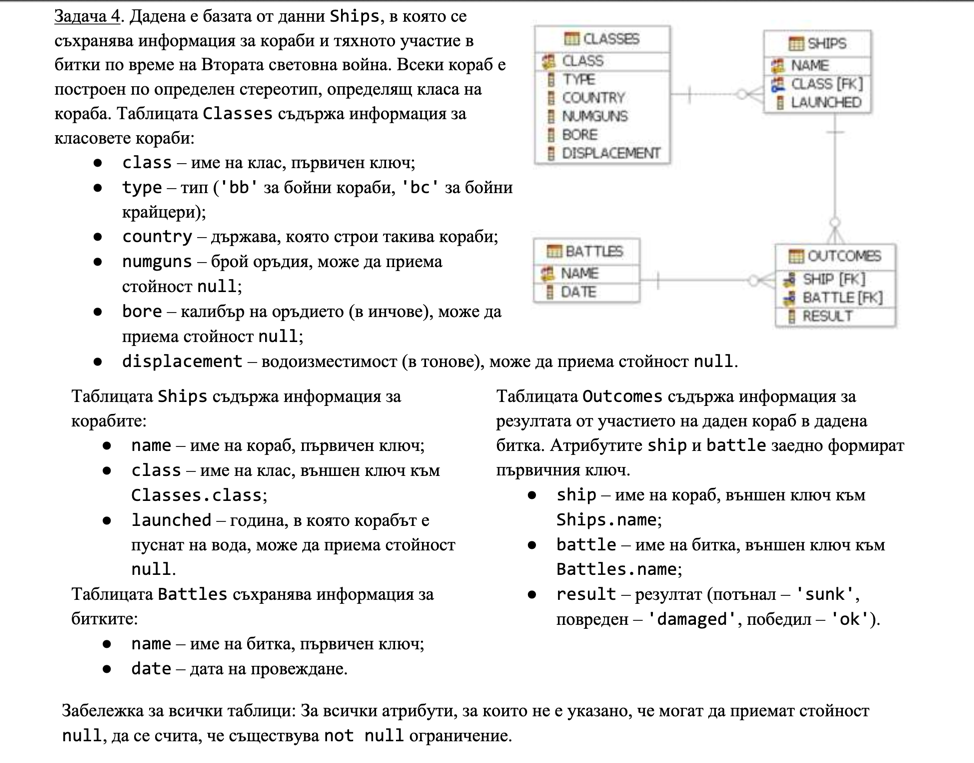 Задача 4. Дадена е базата от данни Ships, в която се
съхранява информация за кораби и тяхното участие в
битки по време на Втората световна война. Всеки кораб е
построен по определен стереотип, определящ класа на
кораба. Таблицата Classes съдържа информация за
класовете кораби:
● class – име на клас, първичен ключ;
● type – тип ('bb' за бойни кораби, 'bc' за бойни
крайцери);
● country – държава, която строи такива кораби;
● numguns – брой оръдия, може да приема
стойност null;
● bore – калибър на оръдието (в инчове), може да
приема стойност null;
● displacement – водоизместимост (в тонове), може да приема стойност null.
CLASSES
CLASS
TYPE
COUNTRY
NUMGUNS
BORE
DISPLACEMENT
SHIPS
NAME
CLASS [FK]
LAUNCHED
BATTLES
NAME
DATE
OUTCOMES
SHIP [FK]
BATTLE [FK]
RESULT
Таблицата Ships съдържа информация за
корабите:
● name – име на кораб, първичен ключ;
● class – име на клас, външен ключ към
Classes.class;
● launched – година, в която корабът е
пуснат на вода, може да приема стойност
null.
Таблицата Battles съхранява информация за
битките:
● name – име на битка, първичен ключ;
● date – дата на провеждане.
Таблицата Outcomes съдържа информация за
резултата от участието на даден кораб в дадена
битка. Атрибутите ship и battle заедно формират
първичния ключ.
● ship – име на кораб, външен ключ към
Ships.name;
● battle – име на битка, външен ключ към
Battles.name;
● result – резултат (потънал – 'sunk',
повреден – 'damaged', победил – 'ok').
Забележка за всички таблици: За всички атрибути, за които не е указано, че могат да приемат стойност
null, да се счита, че съществува not null ограничение.